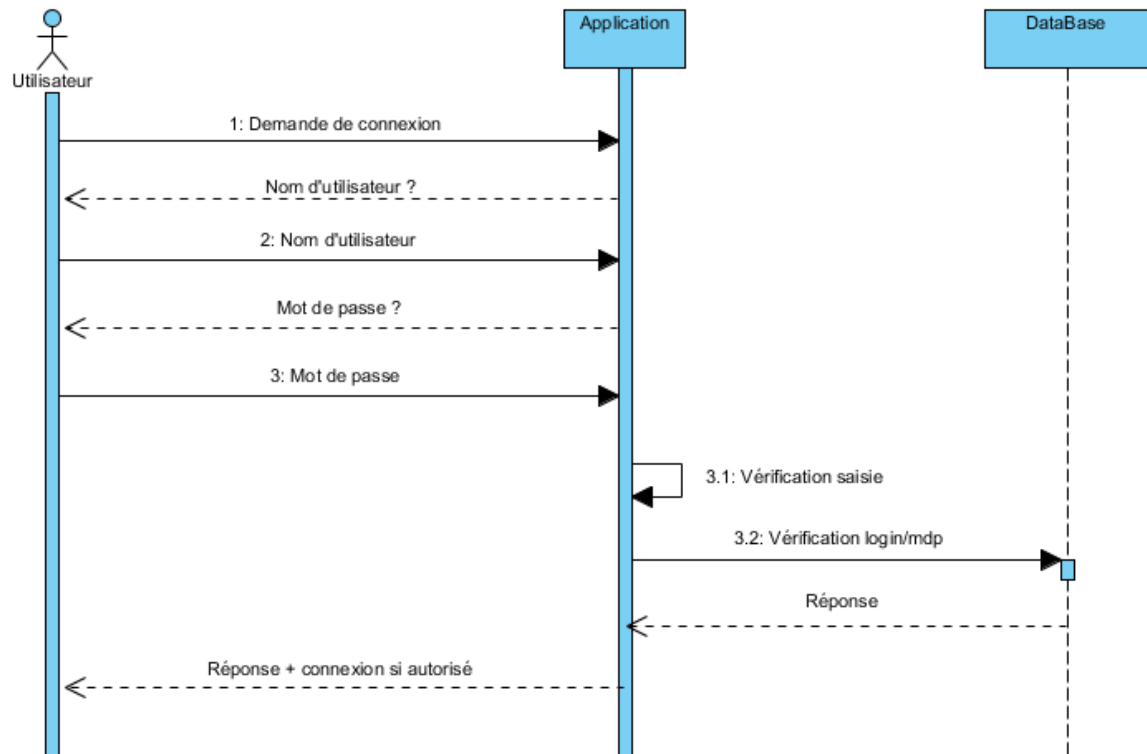 Application
DataBase
Utilisateur
1: Demande de connexion
Nom d'utilisateur ?
2: Nom d'utilisateur
Mot de passe ?
3: Mot de passe
3.1: Vérification saisie
3.2: Vérification login/mdp
Réponse
Réponse + connexion si autorisé